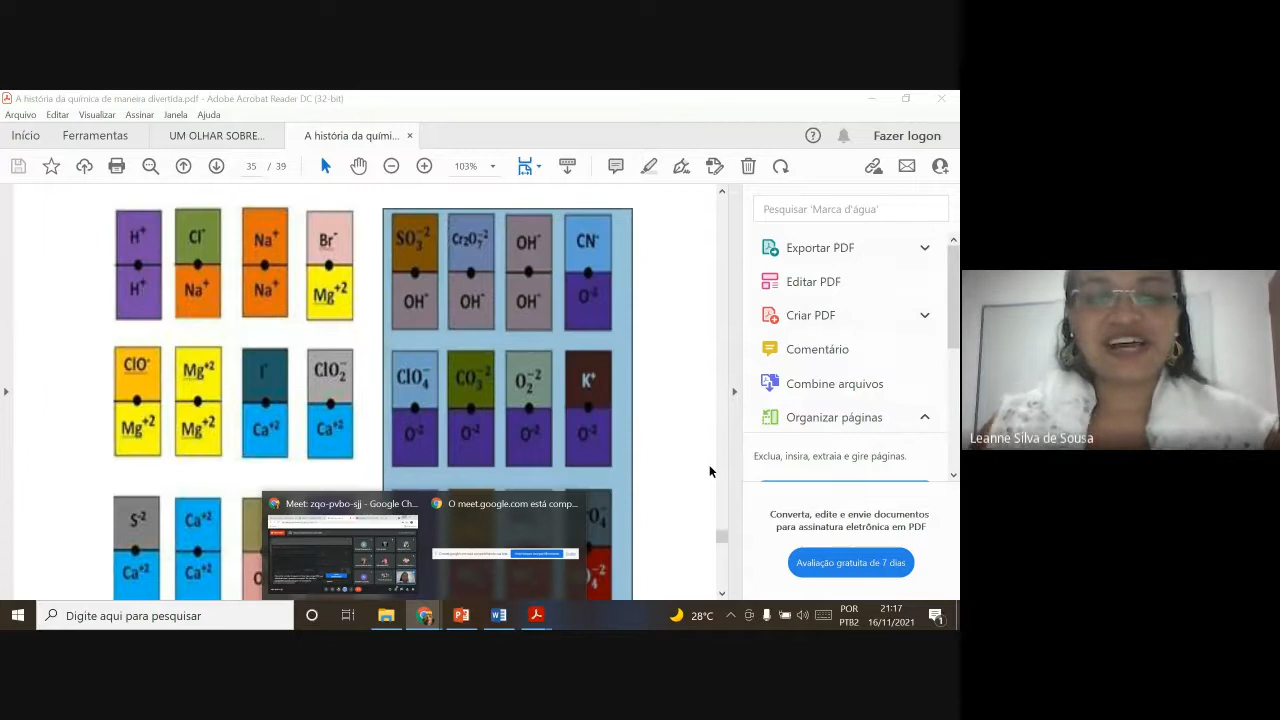 A história da química de maneira divertida.pdf - Adobe Acrobat Reader DC (32-bit)
Arquivo Editar Visualizar Assinar Janela Ajuda
Início Ferramentas UM OLHAR SOBRE... A história da quími... × Fazer logon
35 / 39 103%
Pesquisar 'Marca d'água'
Exportar PDF
Editar PDF
Criar PDF
Comentário
Combine arquivos
Organizar páginas
Exclua, insira, extraia e gire páginas.
Converta, edite e envie documentos
para assinatura eletrônica em PDF
Avaliação gratuita de 7 dias
H⁺ Cl⁻ Na⁺ Br⁻ SO₃⁻² Cr₂O₇⁻² OH⁻ CN⁻
H⁺ Na⁺ Na⁺ Mg⁺² OH⁻ OH⁻ OH⁻ O⁻²
ClO⁻ Mg⁺² I⁻ ClO₂⁻ ClO₄⁻ CO₃⁻² O₂⁻² K⁺
Mg⁺² Mg⁺² Ca⁺² Ca⁺² O⁻² O⁻² O⁻² O⁻²
S⁻² Ca⁺²
Ca⁺² Ca⁺²
Meet: zqo-pvbo-sjj - Google Ch... O meet.google.com está comp...
Leanne Silva de Sousa
Digite aqui para pesquisar
28°C
POR
PTB2
21:17
16/11/2021